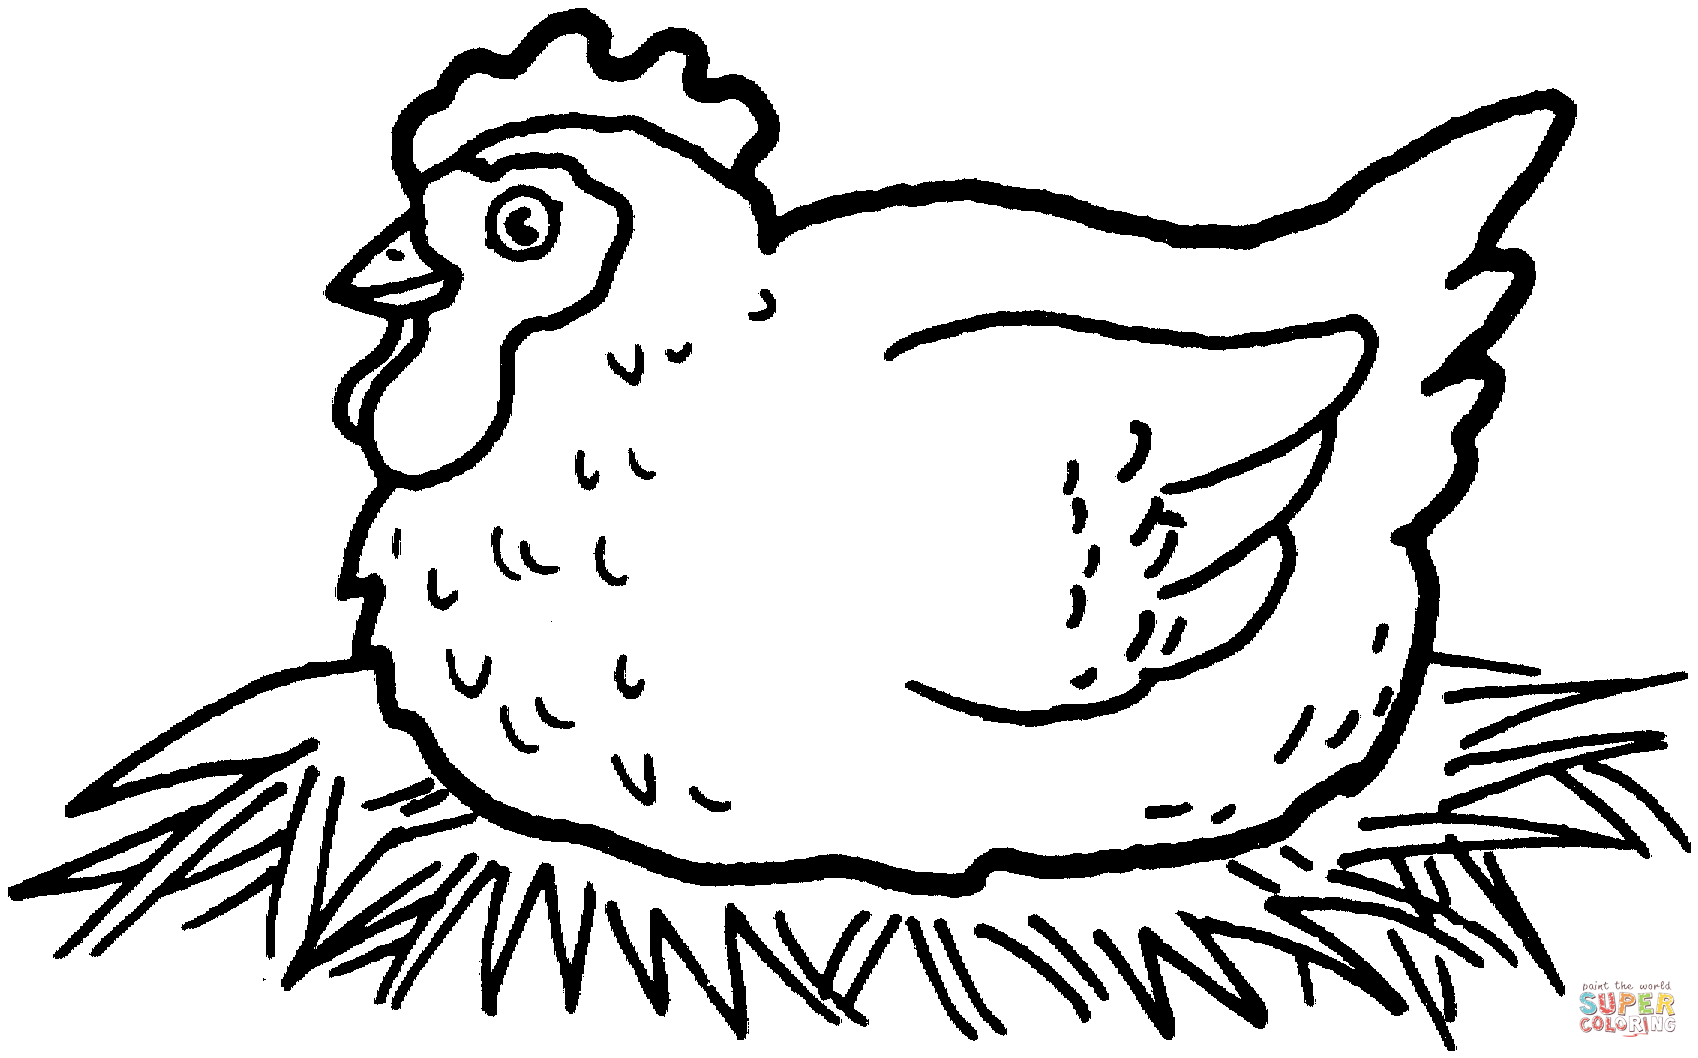 paint the world
SUPER
COLORING